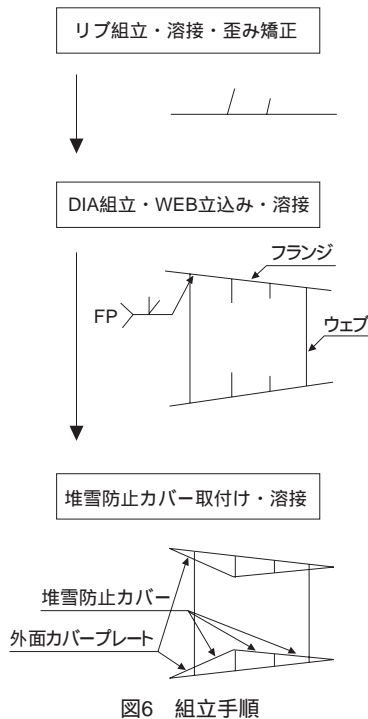 リブ組立・溶接・歪み矯正
DIA組立・WEB立込み・溶接
フランジ
FP
ウェブ
堆雪防止カバー取付け・溶接
堆雪防止カバー
外面カバープレート
図6　組立手順